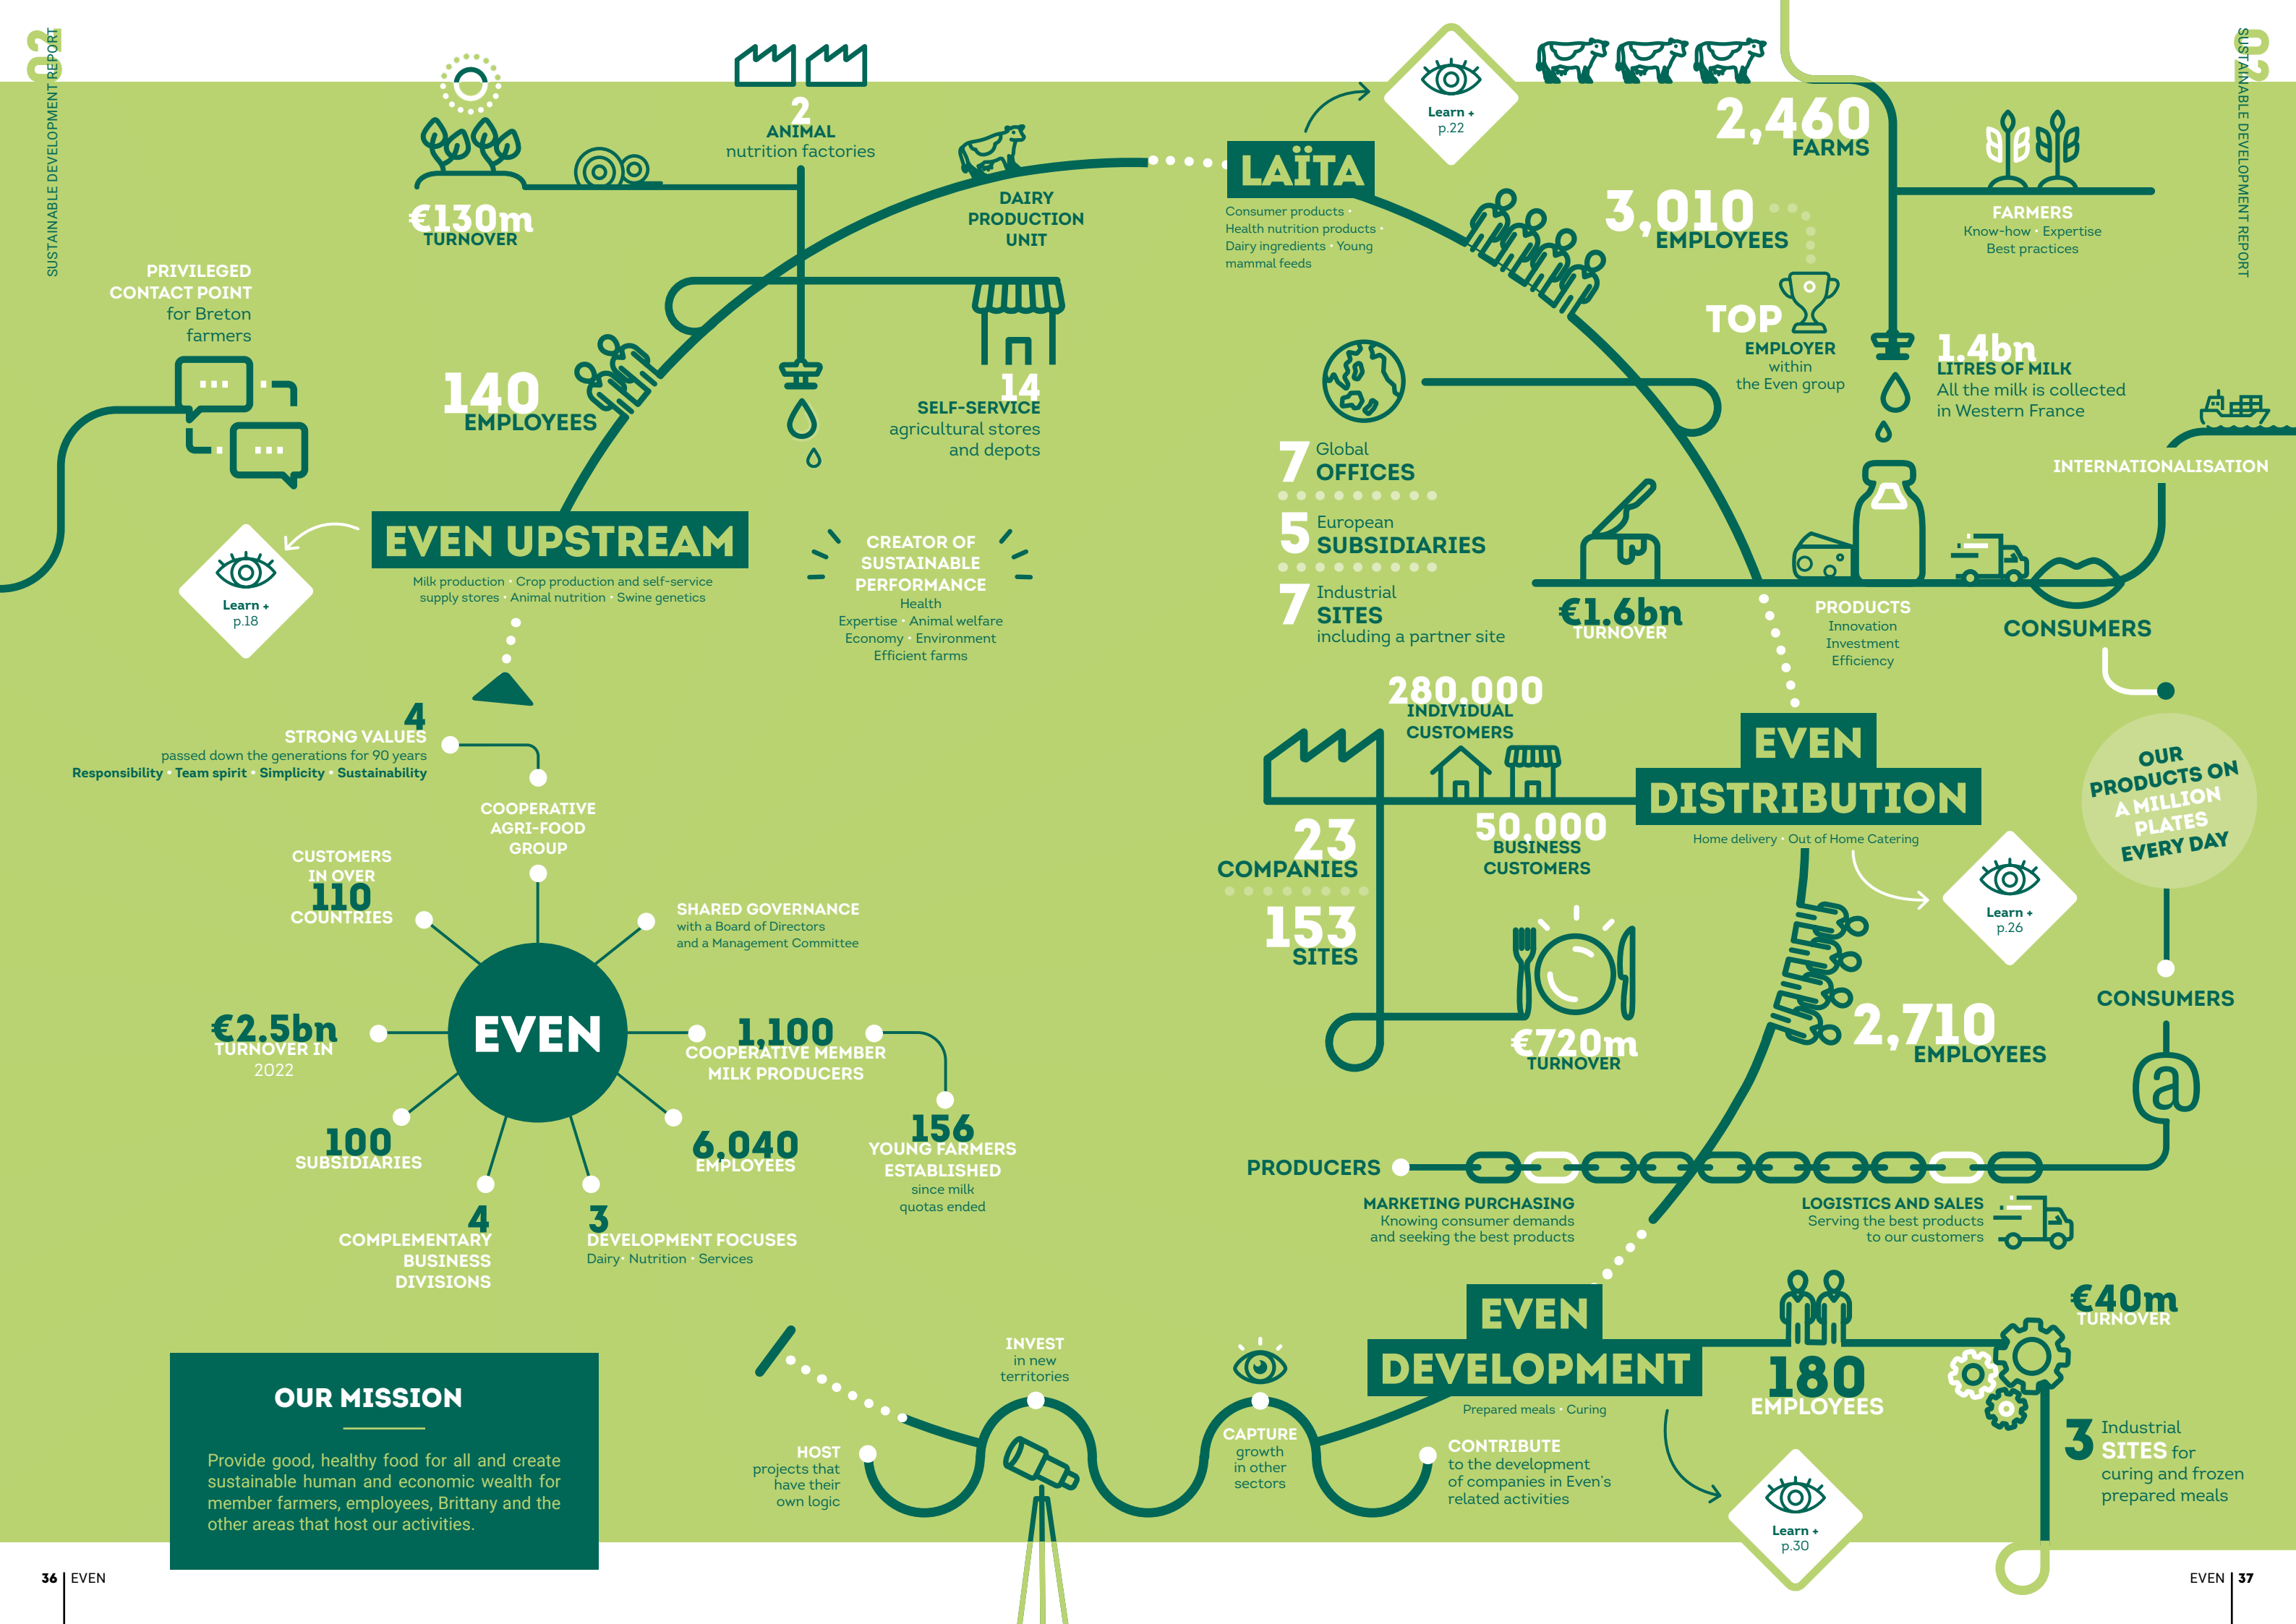 02
SUSTAINABLE DEVELOPMENT REPORT
€130m
TURNOVER
2
ANIMAL
nutrition factories
DAIRY
PRODUCTION
UNIT
PRIVILEGED
CONTACT POINT
for Breton
farmers
140
EMPLOYEES
14
SELF-SERVICE
agricultural stores
and depots
EVEN UPSTREAM
Milk production • Crop production and self-service
supply stores • Animal nutrition • Swine genetics
Learn +
p.18
CREATOR OF
SUSTAINABLE
PERFORMANCE
Health
Expertise • Animal welfare
Economy • Environment
Efficient farms
4
STRONG VALUES
passed down the generations for 90 years
Responsibility • Team spirit • Simplicity • Sustainability
COOPERATIVE
AGRI-FOOD
GROUP
CUSTOMERS
IN OVER
110
COUNTRIES
SHARED GOVERNANCE
with a Board of Directors
and a Management Committee
EVEN
€2.5bn
TURNOVER IN
2022
1,100
COOPERATIVE MEMBER
MILK PRODUCERS
100
SUBSIDIARIES
6,040
EMPLOYEES
156
YOUNG FARMERS
ESTABLISHED
since milk
quotas ended
4
COMPLEMENTARY
BUSINESS
DIVISIONS
3
DEVELOPMENT FOCUSES
Dairy • Nutrition • Services
OUR MISSION
Provide good, healthy food for all and create
sustainable human and economic wealth for
member farmers, employees, Brittany and the
other areas that host our activities.
36 EVEN
LAÏTA
Consumer products •
Health nutrition products •
Dairy ingredients • Young
mammal feeds
Learn +
p.22
2,460
FARMS
3,010
EMPLOYEES
TOP
EMPLOYER
within
the Even group
FARMERS
Know-how • Expertise
Best practices
1.4bn
LITRES OF MILK
All the milk is collected
in Western France
INTERNATIONALISATION
7 Global
OFFICES
5 European
SUBSIDIARIES
7 Industrial
SITES
including a partner site
€1.6bn
TURNOVER
PRODUCTS
Innovation
Investment
Efficiency
CONSUMERS
280.000
INDIVIDUAL
CUSTOMERS
EVEN
DISTRIBUTION
Home delivery • Out of Home Catering
OUR
PRODUCTS ON
A MILLION
PLATES
EVERY DAY
23
COMPANIES
50.000
BUSINESS
CUSTOMERS
153
SITES
Learn +
p.26
€720m
TURNOVER
2,710
EMPLOYEES
CONSUMERS
@
PRODUCERS
MARKETING PURCHASING
Knowing consumer demands
and seeking the best products
LOGISTICS AND SALES
Serving the best products
to our customers
EVEN
DEVELOPMENT
Prepared meals • Curing
180
EMPLOYEES
€40m
TURNOVER
3 Industrial
SITES for
curing and frozen
prepared meals
INVEST
in new
territories
HOST
projects that
have their
own logic
CAPTURE
growth
in other
sectors
CONTRIBUTE
to the development
of companies in Even's
related activities
Learn +
p.30
02
SUSTAINABLE DEVELOPMENT REPORT
EVEN 37